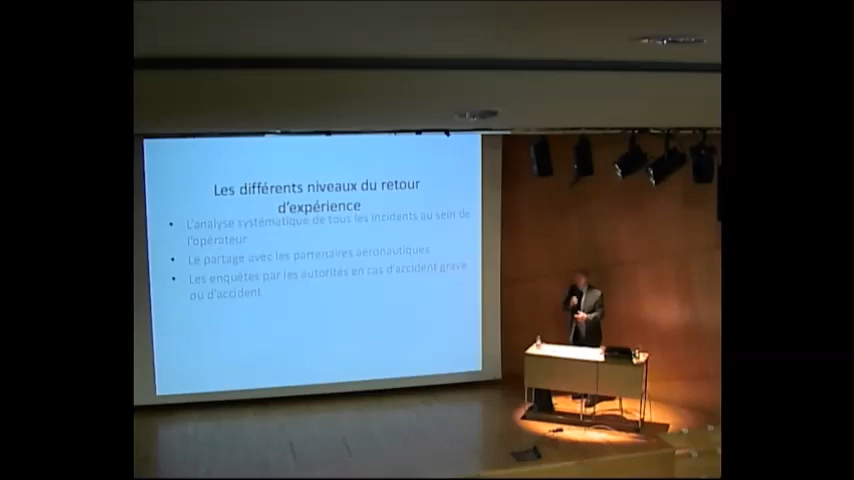 Les différents niveaux du retour
d'expérience
• L'analyse systématique de tous les incidents au sein de
l'opérateur
• Le partage avec les partenaires aéronautiques
• Les enquêtes par les autorités en cas d'accident grave
ou d'accident